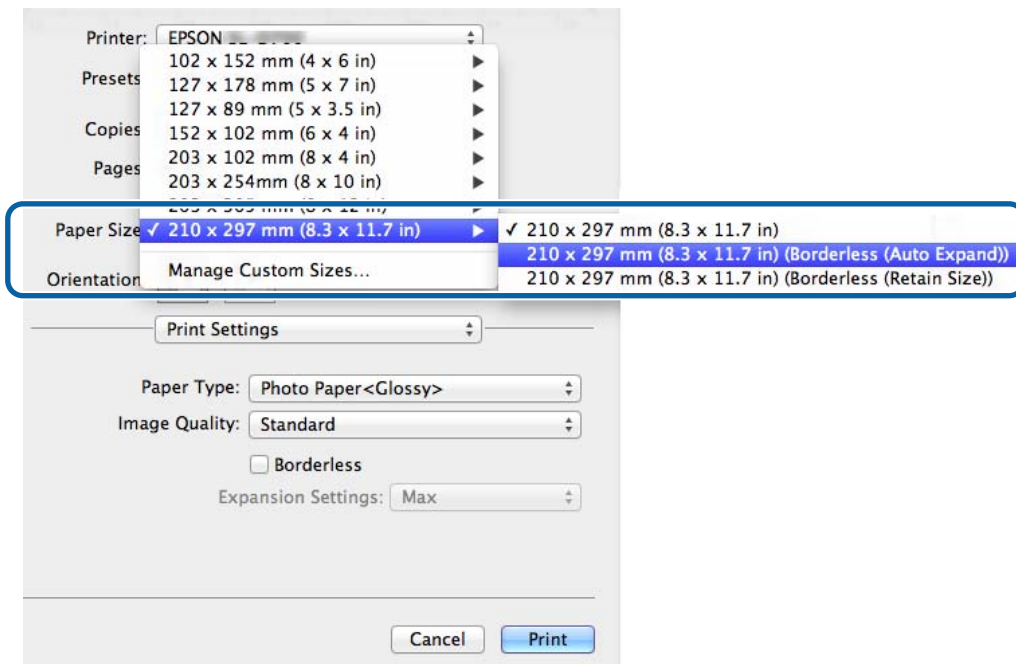 Printer: EPSON
102 x 152 mm (4 x 6 in)
Presets
127 x 178 mm (5 x 7 in)
127 x 89 mm (5 x 3.5 in)
Copies
152 x 102 mm (6 x 4 in)
203 x 102 mm (8 x 4 in)
Pages
203 x 254mm (8 x 10 in)
Paper Size ✓ 210 x 297 mm (8.3 x 11.7 in) ✓ 210 x 297 mm (8.3 x 11.7 in)
210 x 297 mm (8.3 x 11.7 in) (Borderless (Auto Expand))
Manage Custom Sizes... 210 x 297 mm (8.3 x 11.7 in) (Borderless (Retain Size))
Orientation
Print Settings
Paper Type: Photo Paper<Glossy>
Image Quality: Standard
Borderless
Expansion Settings: Max
Cancel Print